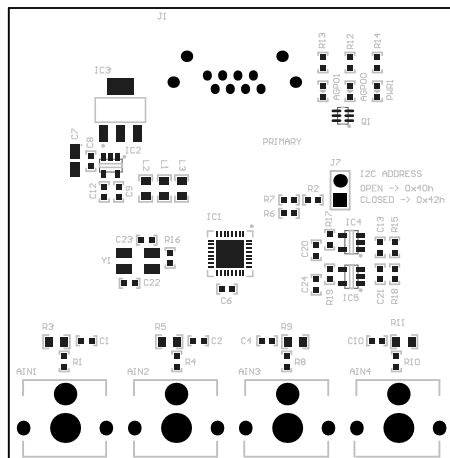 J1
R13
R12
R14
IC3
AGPO1
AGPO0
PWR1
Q1
C7
C8
IC2
PRIMARY
L2
L1
L3
J7
I2C ADDRESS
OPEN -> 0x40h
CLOSED -> 0x42h
C12
C9
R7
R2
R6
IC1
R17
IC4
C13
R15
C23
R16
C20
Y1
C22
C6
C24
R19
IC5
C21
R18
R3
C1
R5
C2
C4
R9
C10
R11
R1
R4
R8
R10
AIN1
AIN2
AIN3
AIN4